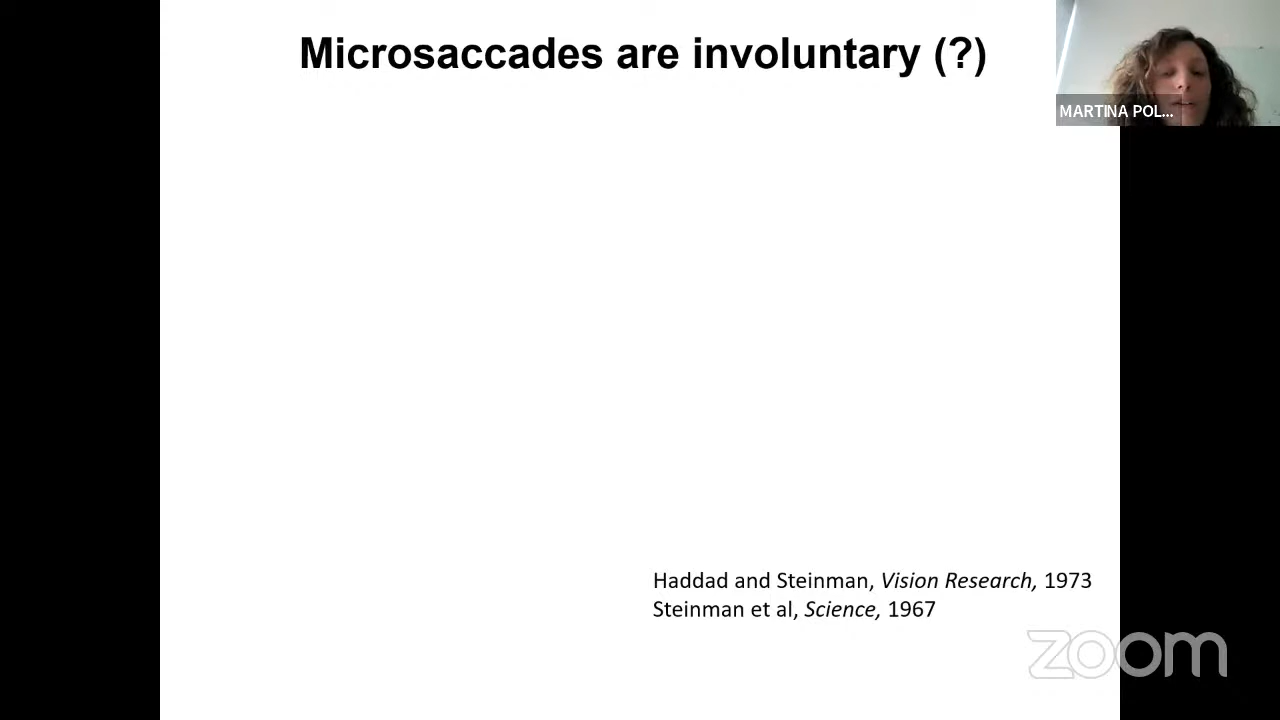 Microsaccades are involuntary (?)
MARTINA POL...
Haddad and Steinman, Vision Research, 1973
Steinman et al, Science, 1967
zoom